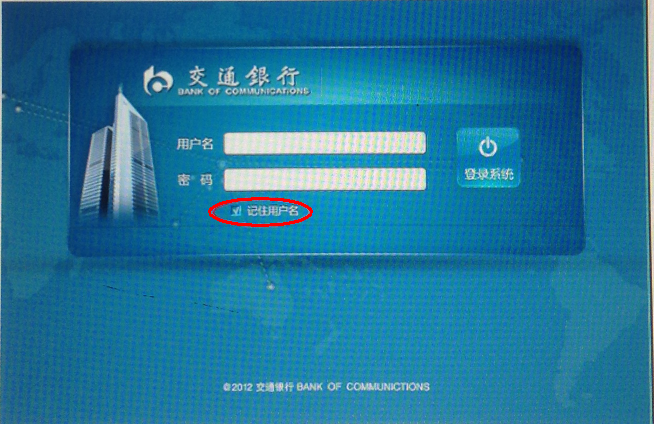 交通銀行
BANK OF COMMUNICATIONS
用户名
密 码
登录系统
记住用户名
©2012 交通银行 BANK OF COMMUNICTIONS